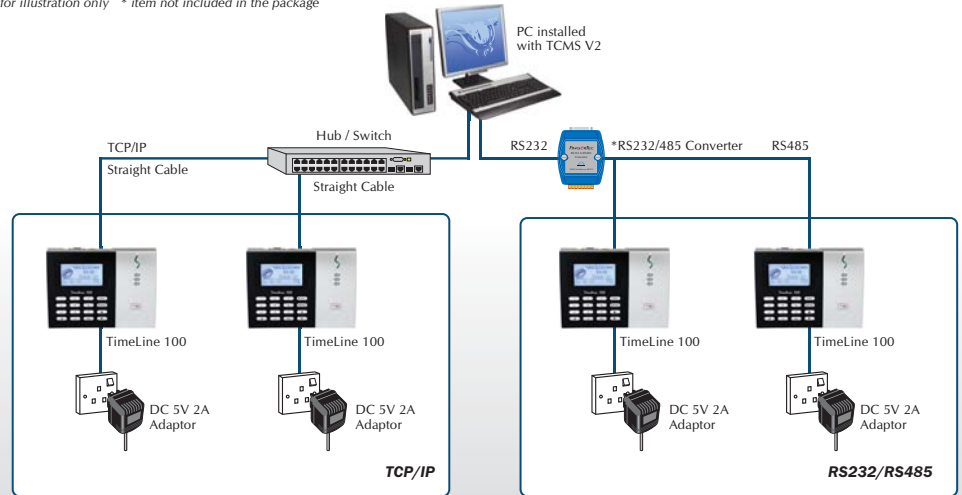 for illustration only * item not included in the package
PC installed
with TCMS V2
Hub / Switch
TCP/IP
Straight Cable
Straight Cable
RS232
*RS232/485 Converter
RS485
TimeLine 100
TimeLine 100
TimeLine 100
TimeLine 100
DC 5V 2A
Adaptor
DC 5V 2A
Adaptor
DC 5V 2A
Adaptor
DC 5V 2A
Adaptor
TCP/IP
RS232/RS485